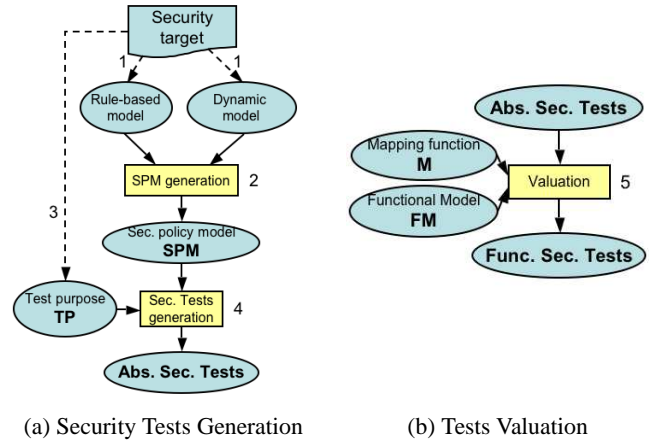 Security
target
1
1
Rule-based
model
Dynamic
model
SPM generation
2
3
Sec. policy model
SPM
Test purpose
TP
Sec. Tests
generation
4
Abs. Sec. Tests
(a) Security Tests Generation
Abs. Sec. Tests
Mapping function
M
Valuation
5
Functional Model
FM
Func. Sec. Tests
(b) Tests Valuation